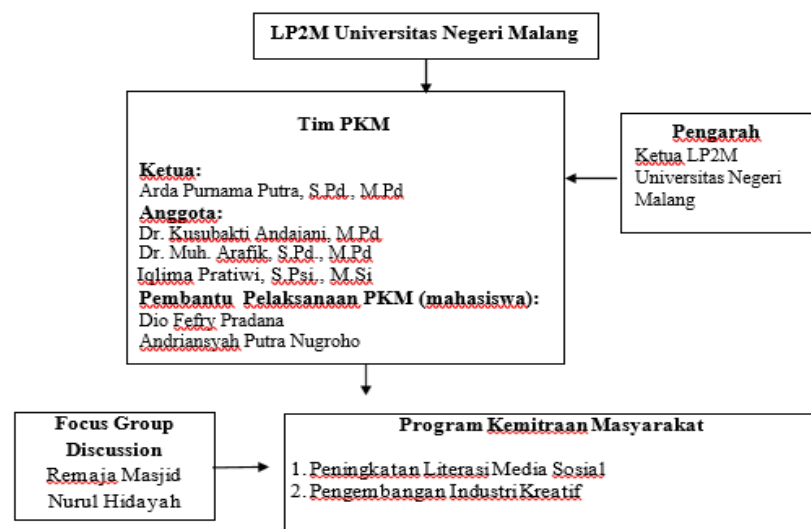 LP2M Universitas Negeri Malang
Tim PKM
Ketua:
Arda Purnama Putra, S.Pd., M.Pd
Anggota:
Dr. Kusubakti Andajani, M.Pd
Dr. Muh. Arafik, S.Pd., M.Pd
Iqlima Pratiwi, S.Psi., M.Si
Pembantu Pelaksanaan PKM (mahasiswa):
Dio Fefry Pradana
Andriansyah Putra Nugroho
Pengarah
Ketua LP2M
Universitas Negeri
Malang
Focus Group
Discussion
Remaja Masjid
Nurul Hidayah
Program Kemitraan Masyarakat
1. Peningkatan Literasi Media Sosial
2. Pengembangan Industri Kreatif